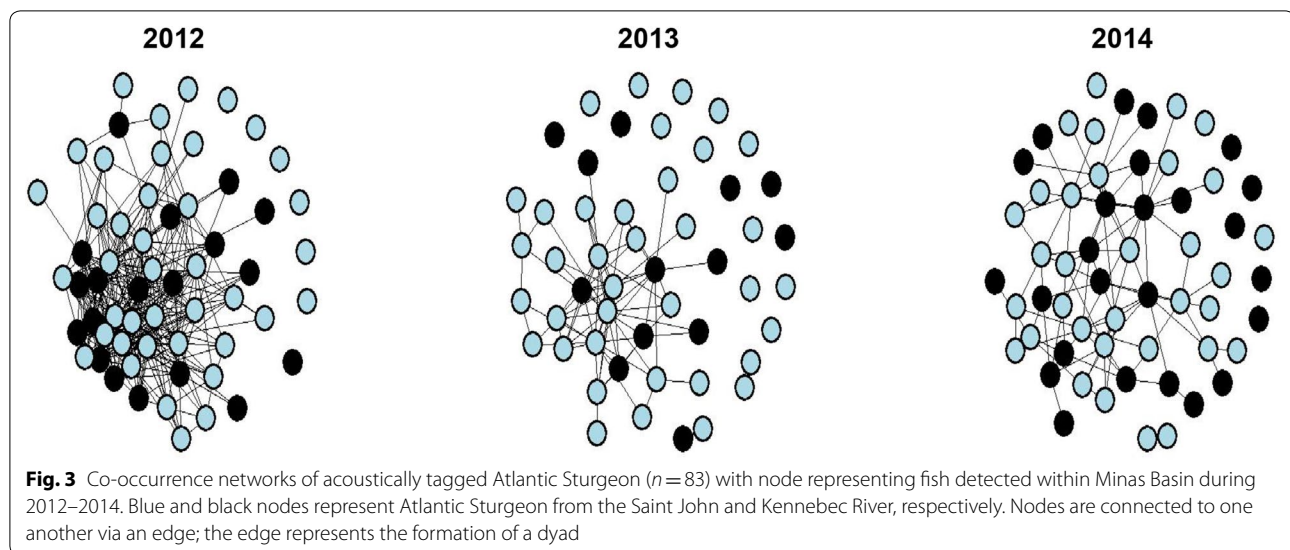 2012 2013 2014
Fig. 3 Co-occurrence networks of acoustically tagged Atlantic Sturgeon (n = 83) with node representing fish detected within Minas Basin during
2012–2014. Blue and black nodes represent Atlantic Sturgeon from the Saint John and Kennebec River, respectively. Nodes are connected to one
another via an edge; the edge represents the formation of a dyad